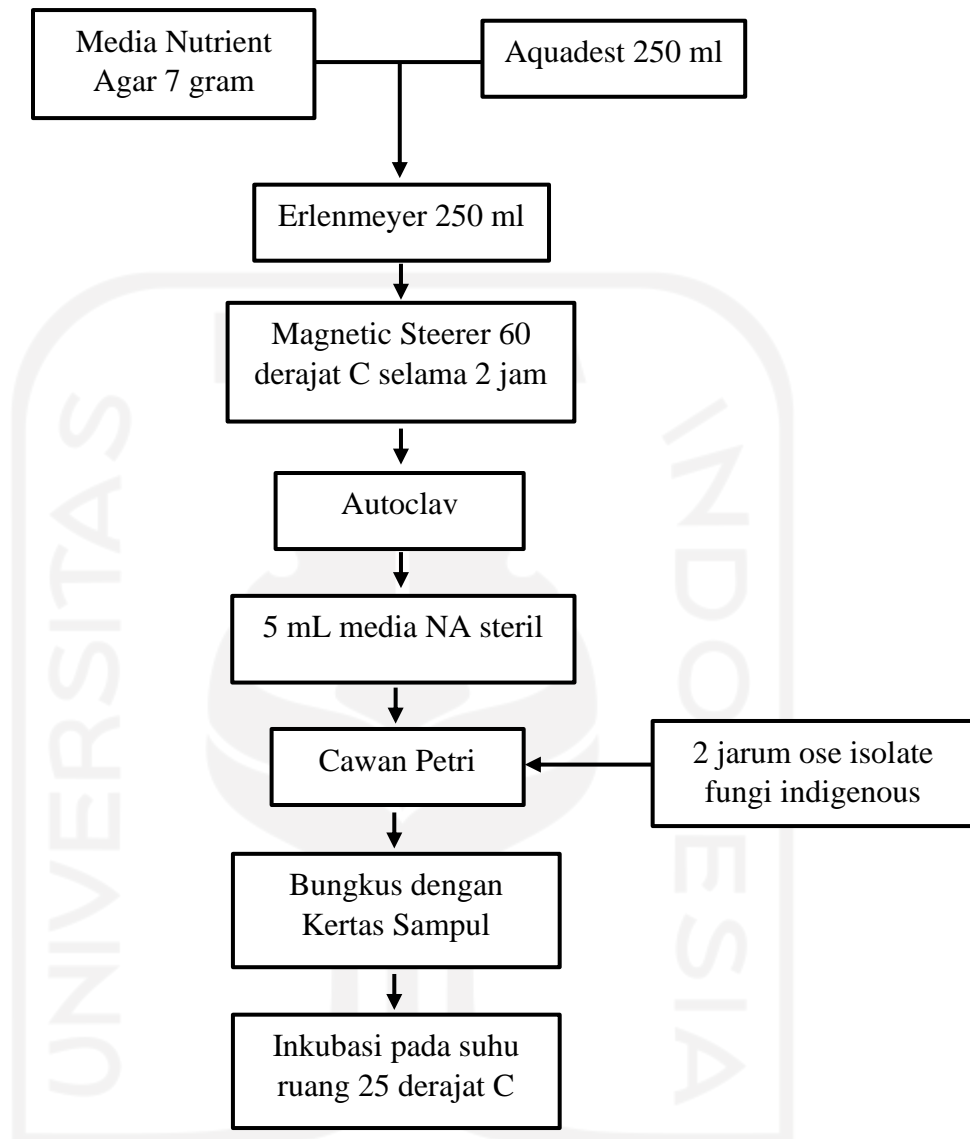 Media Nutrient
Agar 7 gram
Aquadest 250 ml
Erlenmeyer 250 ml
Magnetic Steerer 60
derajat C selama 2 jam
Autoclav
5 mL media NA steril
Cawan Petri
2 jarum ose isolate
fungi indigenous
Bungkus dengan
Kertas Sampul
Inkubasi pada suhu
ruang 25 derajat C
UNIVERSITAS
INDONESIA